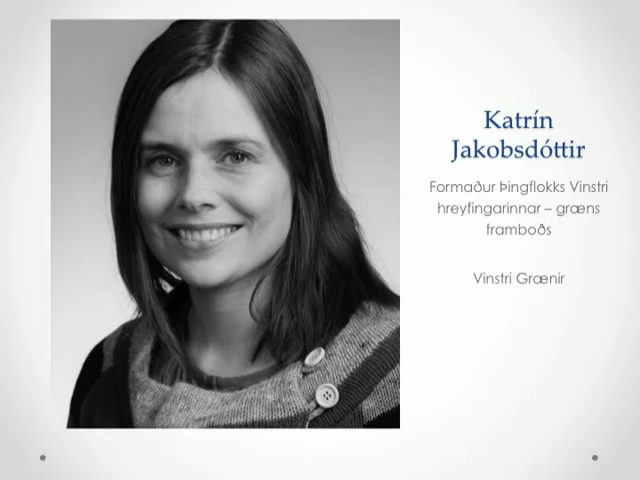 Katrín
Jakobsdóttir
Formaður Þingflokks Vinstri
hreyfingarinnar – græns
framboðs
Vinstri Grænir